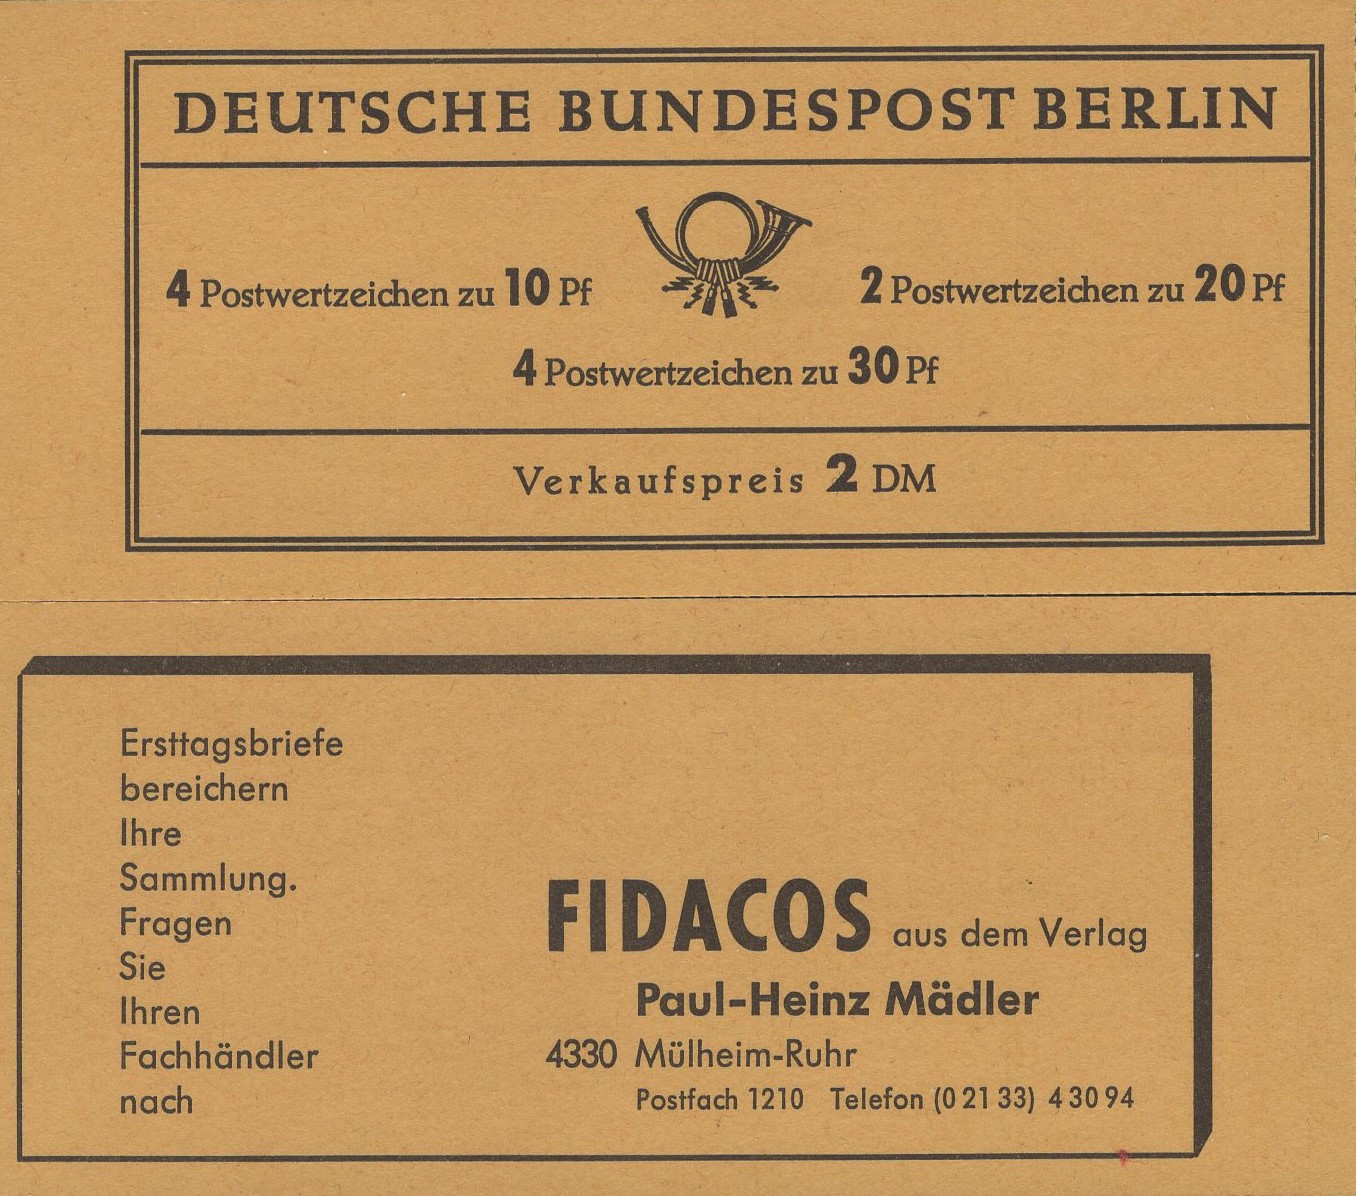 DEUTSCHE BUNDESPOST BERLIN
4 Postwertzeichen zu 10 Pf
2 Postwertzeichen zu 20 Pf
4 Postwertzeichen zu 30 Pf
Verkaufspreis 2 DM
Ersttagsbriefe
bereichern
Ihre
Sammlung.
Fragen
Sie
Ihren
Fachhändler
nach
FIDACOS aus dem Verlag
Paul-Heinz Mädler
4330 Mülheim-Ruhr
Postfach 1210 Telefon (0 21 33) 4 30 94